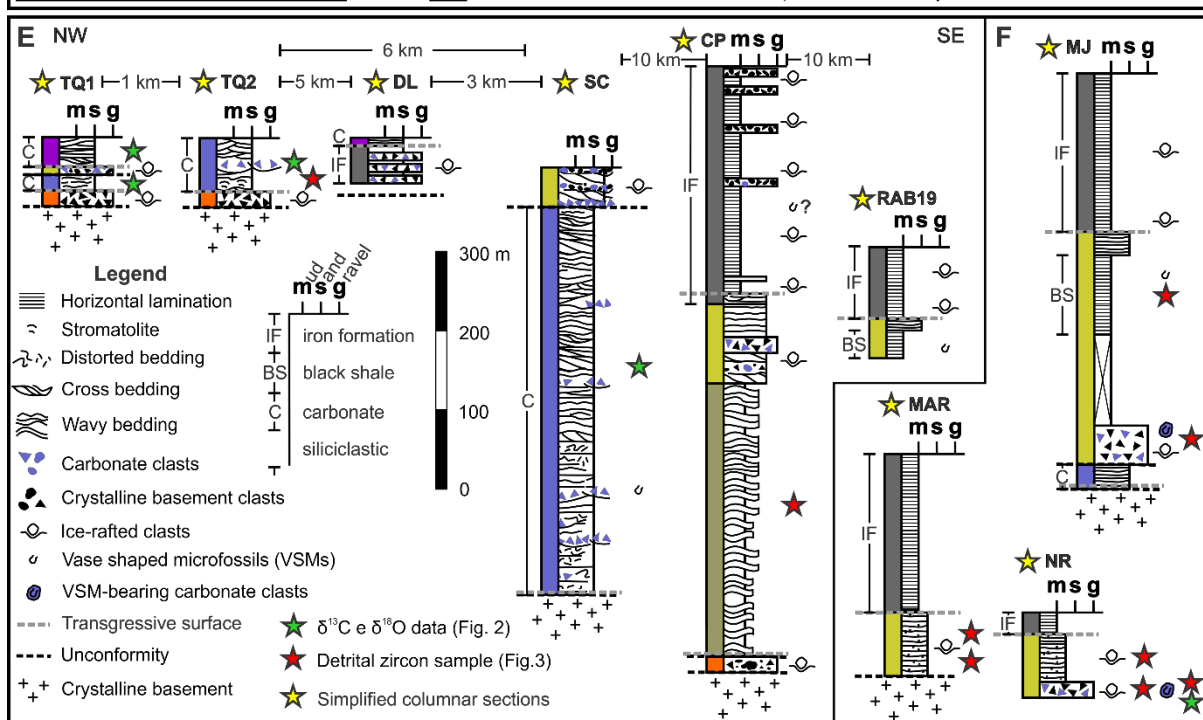 E NW
6 km
SE
F
TQ1
1 km
TQ2
5 km
DL
3 km
SC
10 km
CP
10 km
MJ
m s g
m s g
m s g
m s g
m s g
m s g
C
C
C
C
IF
C
IF
IF
BS
C
?
RAB19
m s g
IF
BS
MAR
m s g
IF
NR
m s g
IF
300 m
200
100
0
Legend
Horizontal lamination
Stromatolite
Distorted bedding
Cross bedding
Wavy bedding
Carbonate clasts
Crystalline basement clasts
Ice-rafted clasts
Vase shaped microfossils (VSMs)
VSM-bearing carbonate clasts
Transgressive surface
Unconformity
Crystalline basement
mud sand gravel
m s g
IF iron formation
BS black shale
C carbonate
siliciclastic
δ13C e δ18O data (Fig. 2)
Detrital zircon sample (Fig.3)
Simplified columnar sections